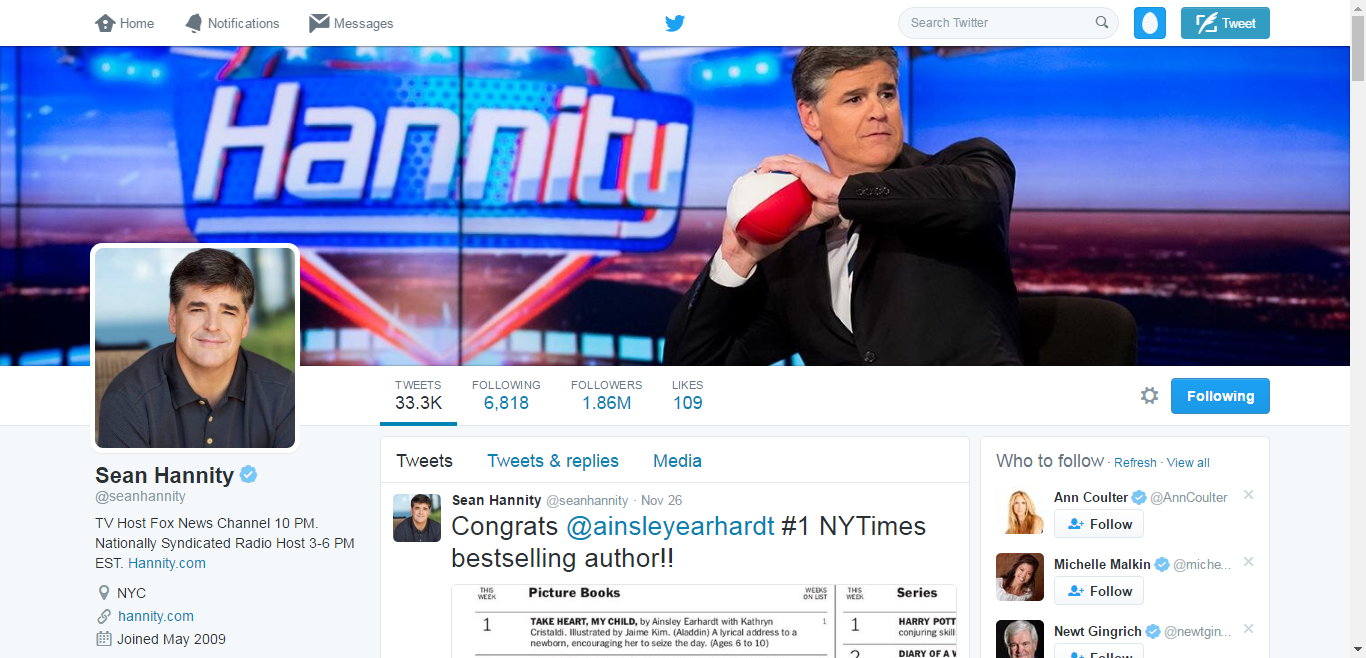 Home
Notifications
Messages
Search Twitter
Tweet
Hannity
TWEETS
33.3K
FOLLOWING
6,818
FOLLOWERS
1.86M
LIKES
109
Following
Sean Hannity
@seanhannity
TV Host Fox News Channel 10 PM.
Nationally Syndicated Radio Host 3-6 PM
EST. Hannity.com
NYC
hannity.com
Joined May 2009
Tweets
Tweets & replies
Media
Sean Hannity @seanhannity · Nov 26
Congrats @ainsleyearhardt #1 NYTimes
bestselling author!!
THIS
WEEK
Picture Books
WEEKS
ON LIST
1
TAKE HEART, MY CHILD, by Ainsley Earhardt with Kathryn
Cristaldi. Illustrated by Jaime Kim. (Aladdin) A lyrical address to a
newborn, encouraging her to seize the day. (Ages 6 to 10)
1
THIS
WEEK
Series
1
HARRY POTT
conjuring skil
2
DIARY OF A W
Who to follow · Refresh · View all
Ann Coulter @AnnCoulter
Follow
Michelle Malkin @miche...
Follow
Newt Gingrich @newtgin...
Follow